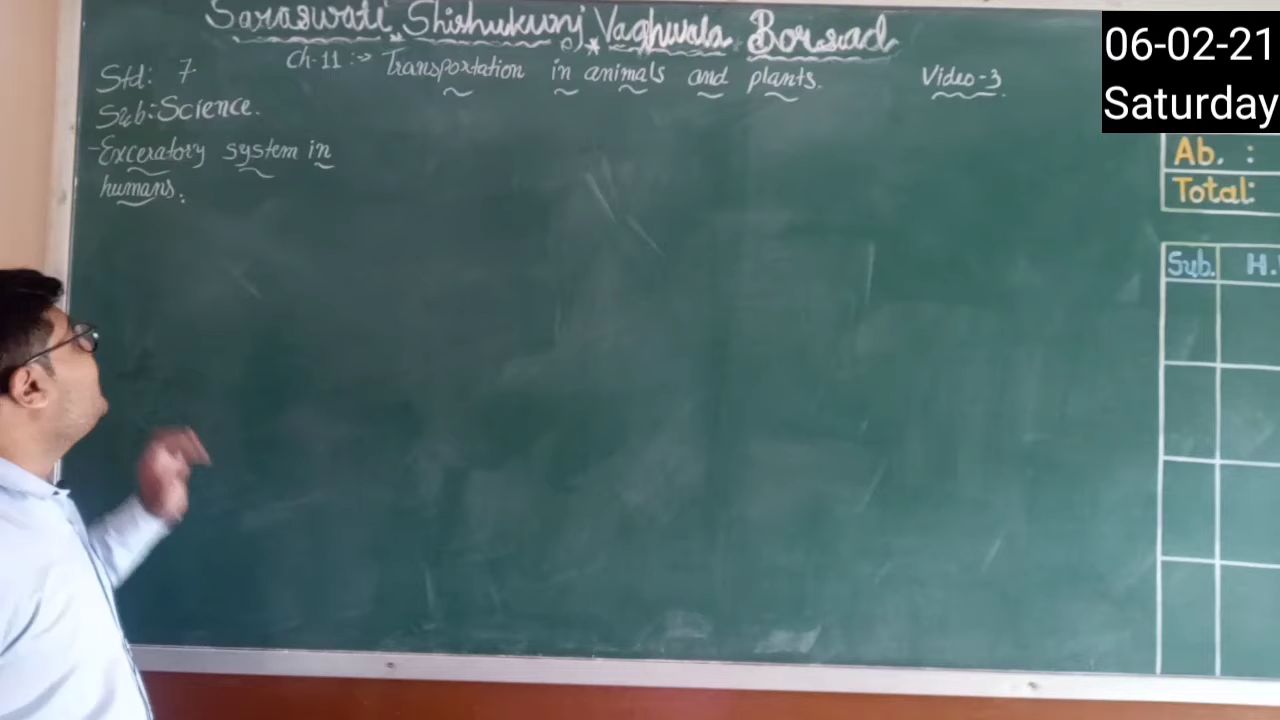 Saraswati Shishukunj Vaghwala Borsad
Std: 7 Ch-11 :-> Transportation in animals and plants. Video-3.
Sub:-Science.
-Exceratory system in
humans.
06-02-21
Saturday
Ab. :
Total:
Sub. H.